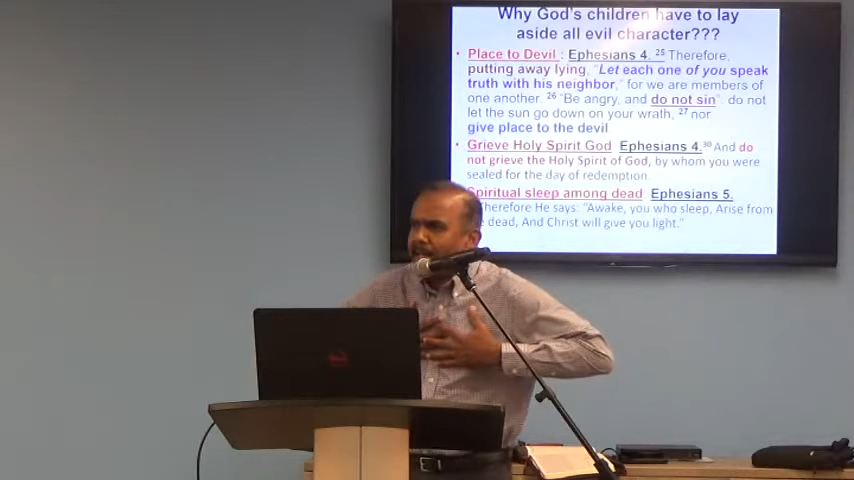 Why God's children have to lay
aside all evil character???
• Place to Devil : Ephesians 4. 25 Therefore,
putting away lying, "Let each one of you speak
truth with his neighbor," for we are members of
one another. 26 "Be angry, and do not sin": do not
let the sun go down on your wrath, 27 nor
give place to the devil
• Grieve Holy Spirit God Ephesians 4.30 And do
not grieve the Holy Spirit of God, by whom you were
sealed for the day of redemption.
Spiritual sleep among dead Ephesians 5.
Therefore He says: "Awake, you who sleep, Arise from
dead, And Christ will give you light."